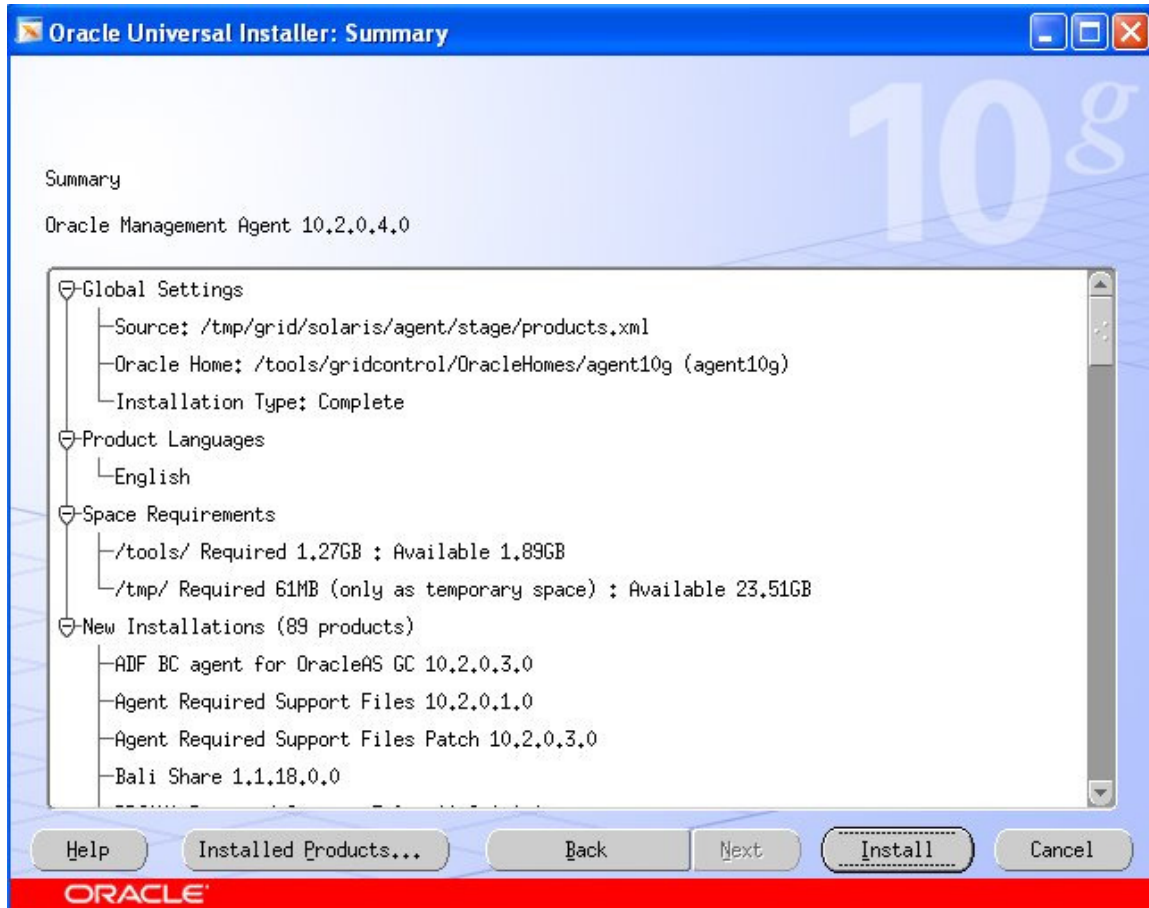 Oracle Universal Installer: Summary
10g
Summary
Oracle Management Agent 10.2.0.4.0
Global Settings
Source: /tmp/grid/solaris/agent/stage/products.xml
Oracle Home: /tools/gridcontrol/OracleHomes/agent10g (agent10g)
Installation Type: Complete
Product Languages
English
Space Requirements
/tools/ Required 1.27GB : Available 1.89GB
/tmp/ Required 61MB (only as temporary space) : Available 23.51GB
New Installations (89 products)
ADF BC agent for OracleAS GC 10.2.0.3.0
Agent Required Support Files 10.2.0.1.0
Agent Required Support Files Patch 10.2.0.3.0
Bali Share 1.1.18.0.0
Help Installed Products... Back Next Install Cancel
ORACLE